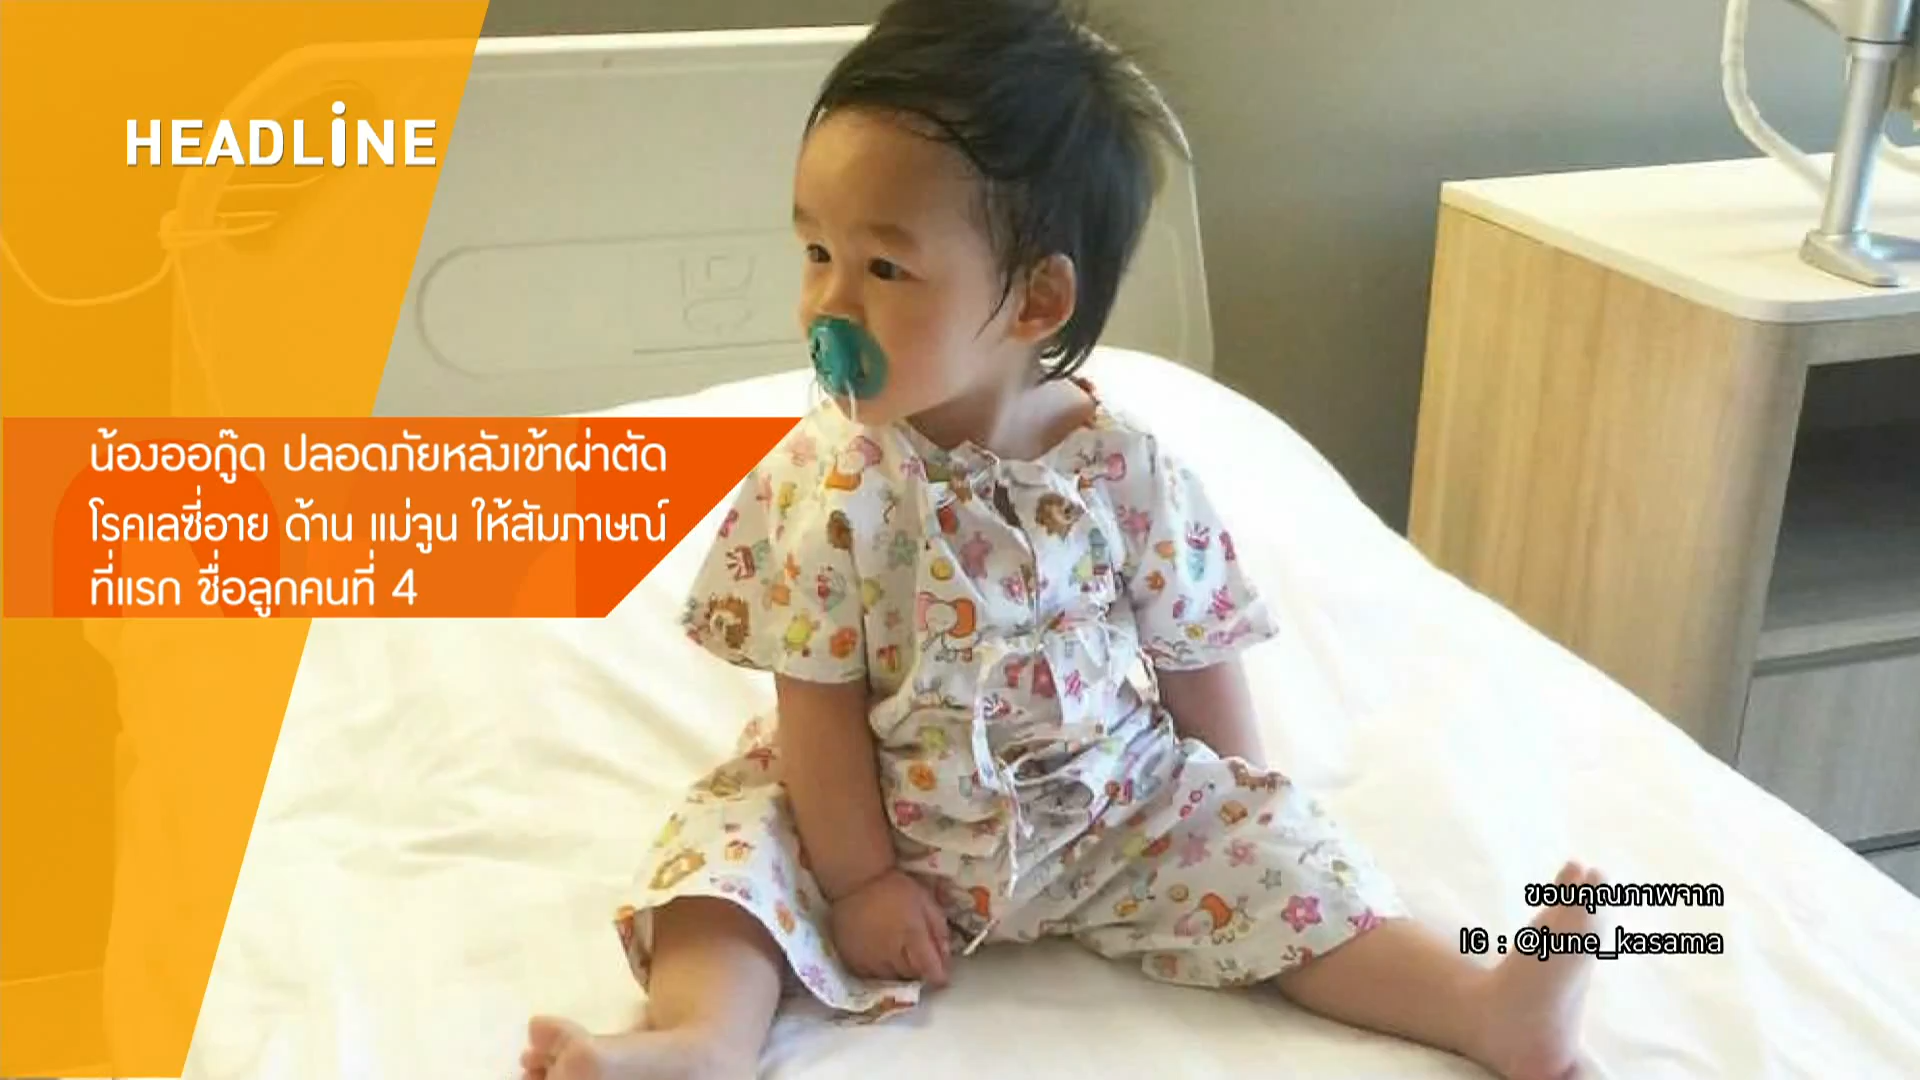 HEADLINE
น้องออกู๊ด ปลอดภัยหลังเข้าผ่าตัด
โรคเลซี่อาย ด้าน แม่จูน ให้สัมภาษณ์
ที่แรก ชื่อลูกคนที่ 4
ขอบคุณภาพจาก
IG : @june_kasama